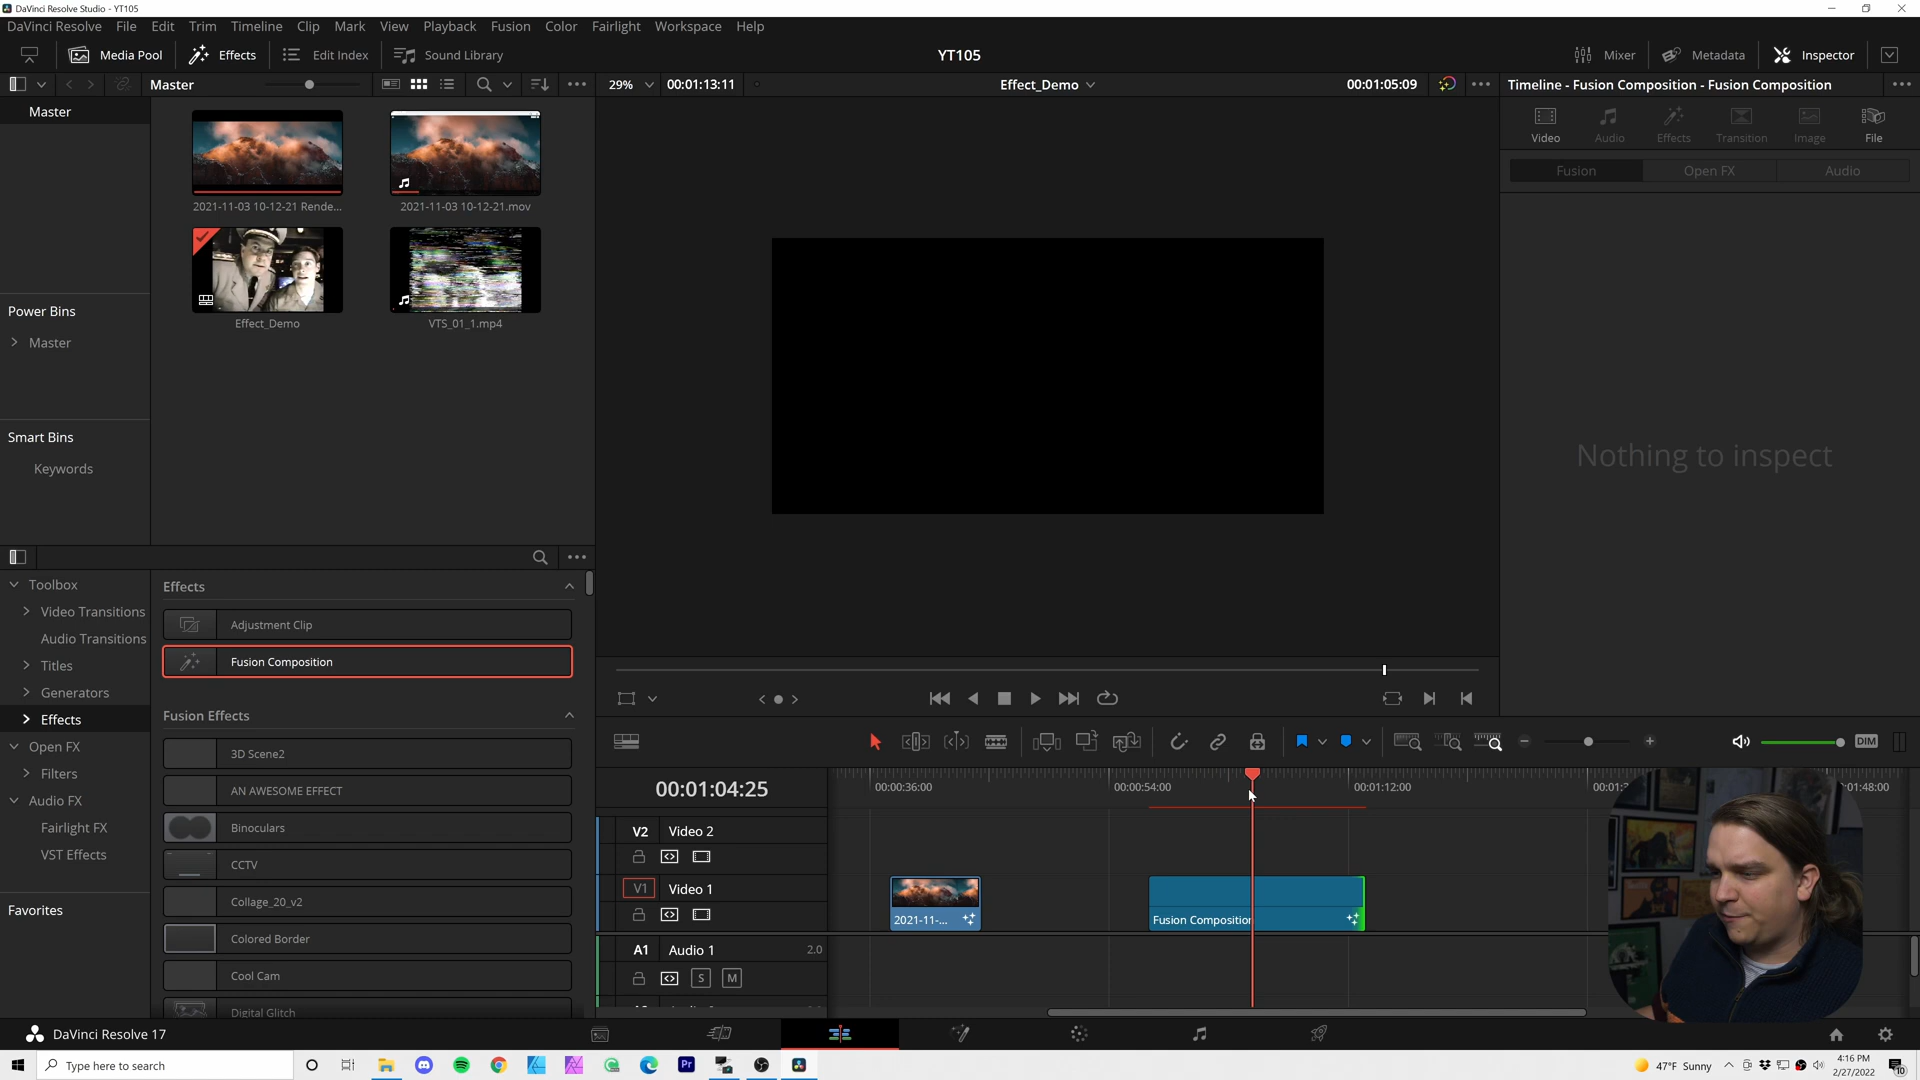 DaVinci Resolve Studio - YT105
DaVinci Resolve File Edit Trim Timeline Clip Mark View Playback Fusion Color Fairlight Workspace Help
Media Pool Effects Edit Index Sound Library YT105 Mixer Metadata Inspector
Master 29% 00:01:13:11 Effect_Demo 00:01:05:09 Timeline - Fusion Composition - Fusion Composition
Master
Video Audio Effects Transition Image File
Fusion Open FX Audio
2021-11-03 10-12-21 Rende...
2021-11-03 10-12-21.mov
Effect_Demo
VTS_01_1.mp4
Power Bins
Master
Smart Bins
Keywords
Nothing to inspect
Toolbox
Video Transitions
Audio Transitions
Titles
Generators
Effects
Open FX
Filters
Audio FX
Fairlight FX
VST Effects
Favorites
Effects
Adjustment Clip
Fusion Composition
Fusion Effects
3D Scene2
AN AWESOME EFFECT
Binoculars
CCTV
Collage_20_v2
Colored Border
Cool Cam
Digital Glitch
DIM
00:01:04:25
00:00:36:00 00:00:54:00 00:01:12:00 :01:48:00
V2 Video 2
V1 Video 1
2021-11-...
Fusion Composition
A1 Audio 1 2.0
S M
DaVinci Resolve 17
Type here to search
Pr
47°F Sunny
4:16 PM
2/27/2022
10